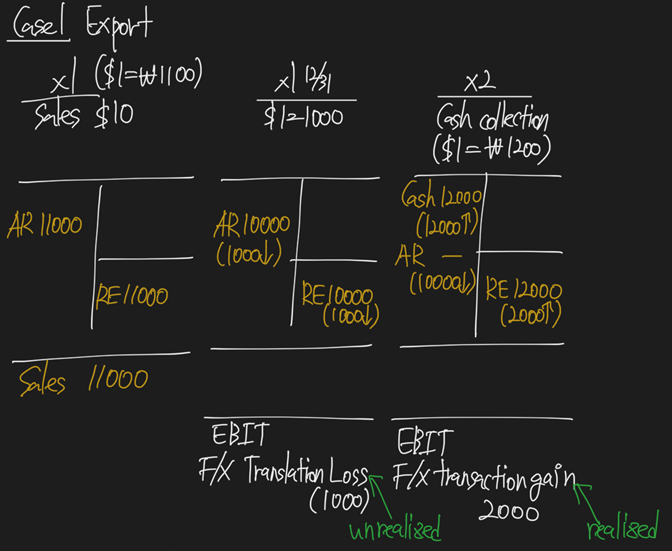 Case1 Export
x1 ($1=₩1100)
Sales $10
AR 11000
RE 11000
Sales 11000
x1 12/31
$1=1000
AR 10000
(1000↓)
RE 10000
(1000↓)
EBIT
F/X Translation Loss
(1000)
unrealized
x2
Cash collection
($1=₩1200)
Cash 12000
(12000↑)
AR —
(10000↓)
RE 12000
(2000↑)
EBIT
F/X transaction gain
2000
realized